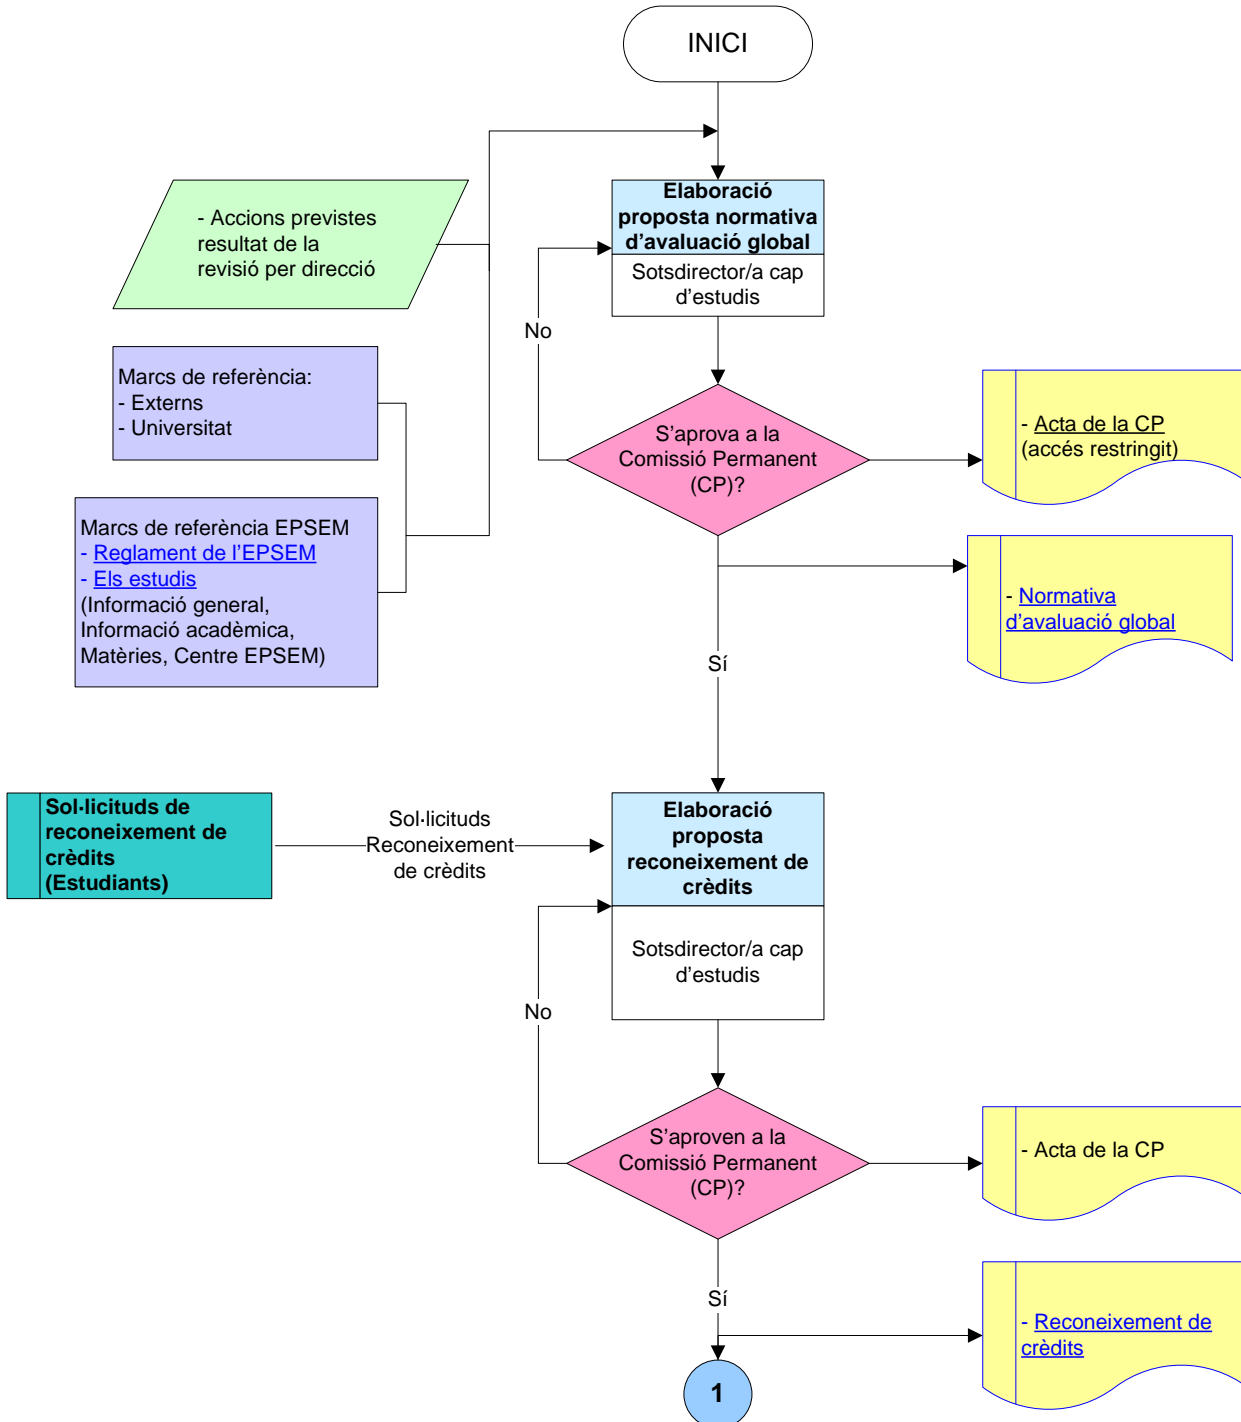 INICI
Elaboració
proposta normativa
d’avaluació global
Sotsdirector/a cap
d’estudis
- Accions previstes
resultat de la
revisió per direcció
No
Marcs de referència:
- Externs
- Universitat
S’aprova a la
Comissió Permanent
(CP)?
- Acta de la CP
(accés restringit)
Marcs de referència EPSEM
- Reglament de l’EPSEM
- Els estudis
(Informació general,
Informació acadèmica,
Matèries, Centre EPSEM)
- Normativa
d’avaluació global
Sí
Sol·licituds de
reconeixement de
crèdits
(Estudiants)
Sol·licituds
Reconeixement
de crèdits
Elaboració
proposta
reconeixement de
crèdits
Sotsdirector/a cap
d’estudis
No
S’aproven a la
Comissió Permanent
(CP)?
- Acta de la CP
Sí
- Reconeixement de
crèdits
1